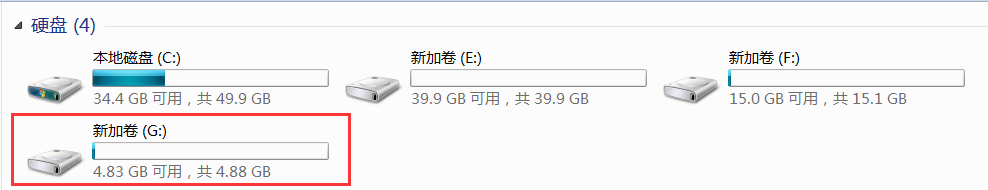 硬盘 (4)
本地磁盘 (C:)
34.4 GB 可用，共 49.9 GB
新加卷 (E:)
39.9 GB 可用，共 39.9 GB
新加卷 (F:)
15.0 GB 可用，共 15.1 GB
新加卷 (G:)
4.83 GB 可用，共 4.88 GB